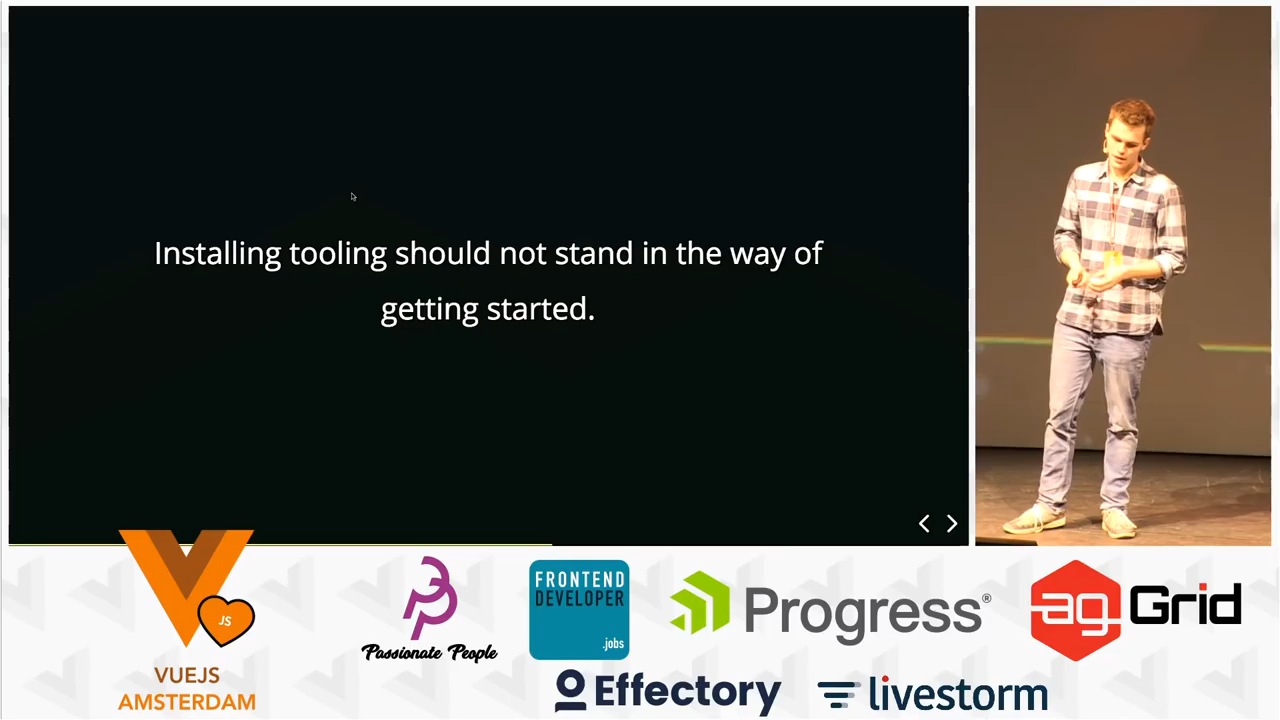 Installing tooling should not stand in the way of
getting started.
JS
VUEJS
AMSTERDAM
Passionate People
FRONTEND
DEVELOPER
.jobs
Progress®
ag Grid
Effectory
livestorm